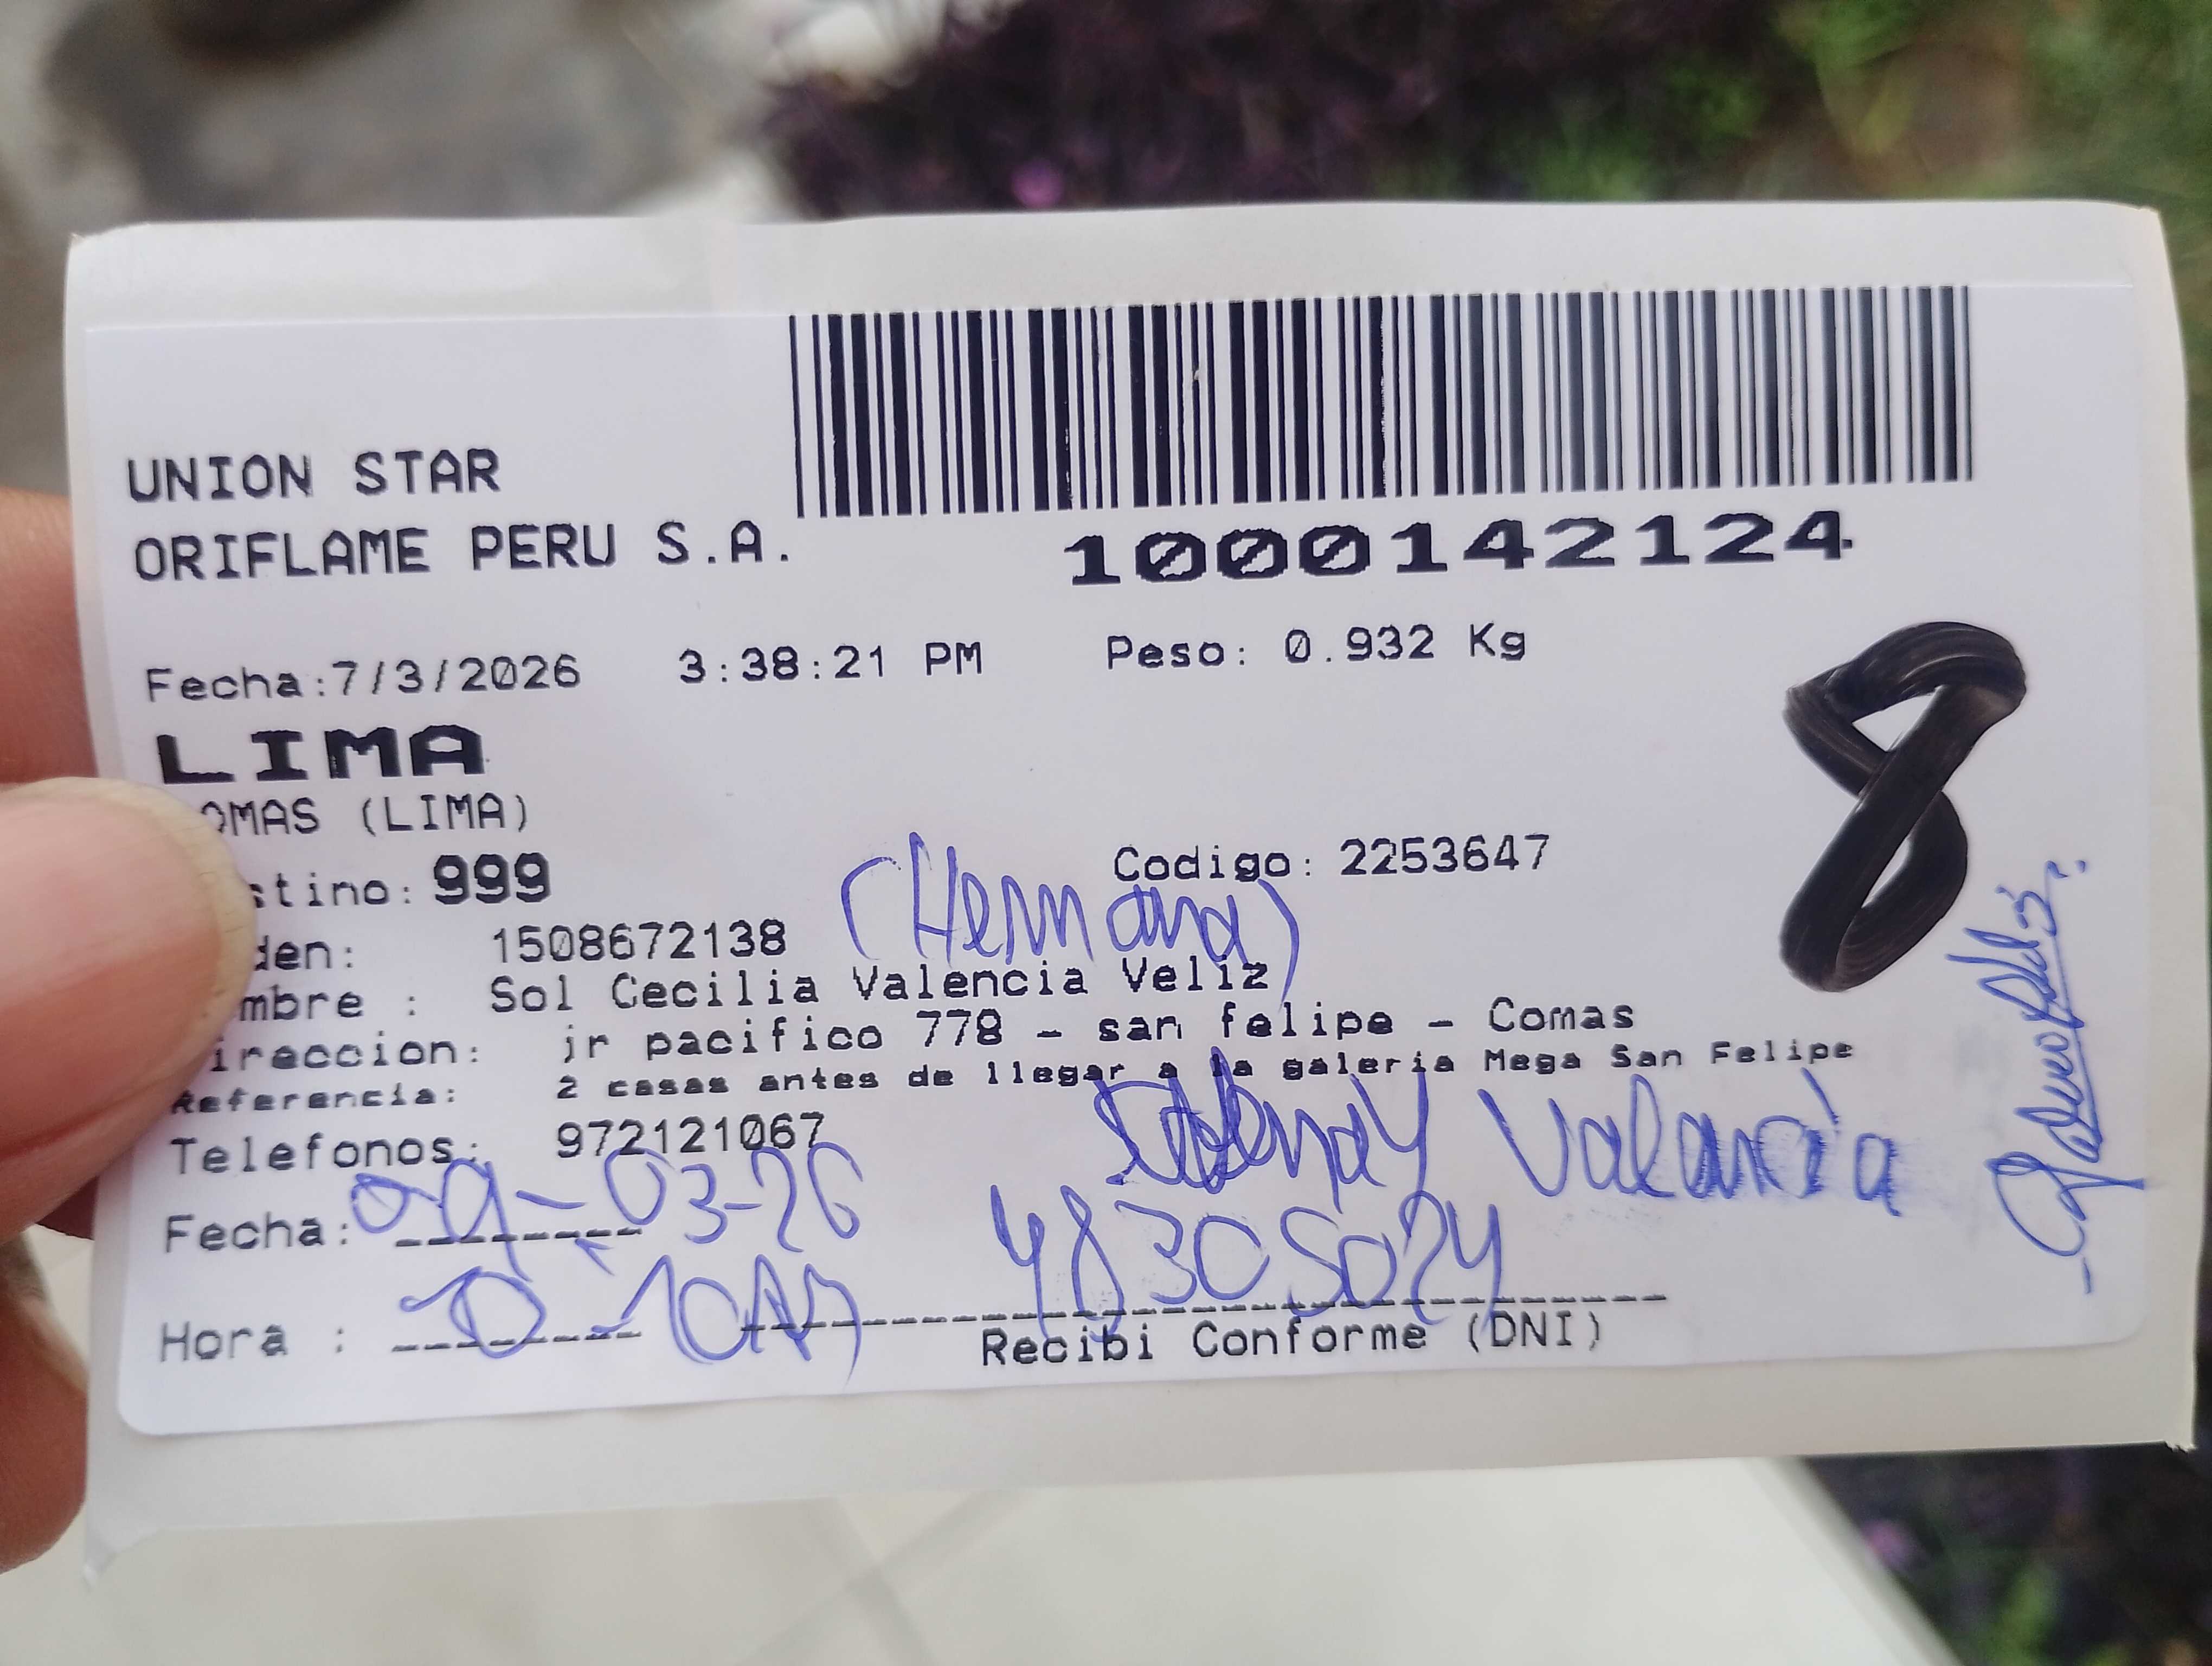 UNION STAR
ORIFLAME PERU S.A.
1000142124
Fecha:7/3/2026 3:38:21 PM Peso: 0.932 Kg
LIMA
OMAS (LIMA)
8
stino: 999 Codigo: 2253647
(Hermana)
den: 1508672138
mbre : Sol Cecilia Valencia Veliz
ireccion: jr pacifico 778 - san felipe - Comas
Referencia: 2 casas antes de llegar a la galeria Mega San Felipe
Telefonos: 972121067
Valencia
Fecha: 09-03-26
48305024
Hora :
Recibi Conforme (DNI)